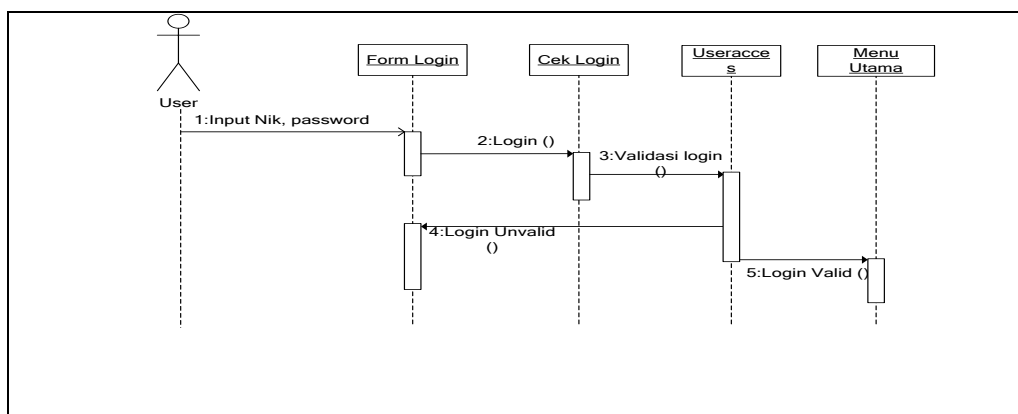 Form Login
Cek Login
Useracce
s
Menu
Utama
User
1:Input Nik, password
2:Login ()
3:Validasi login
()
4:Login Unvalid
()
5:Login Valid ()